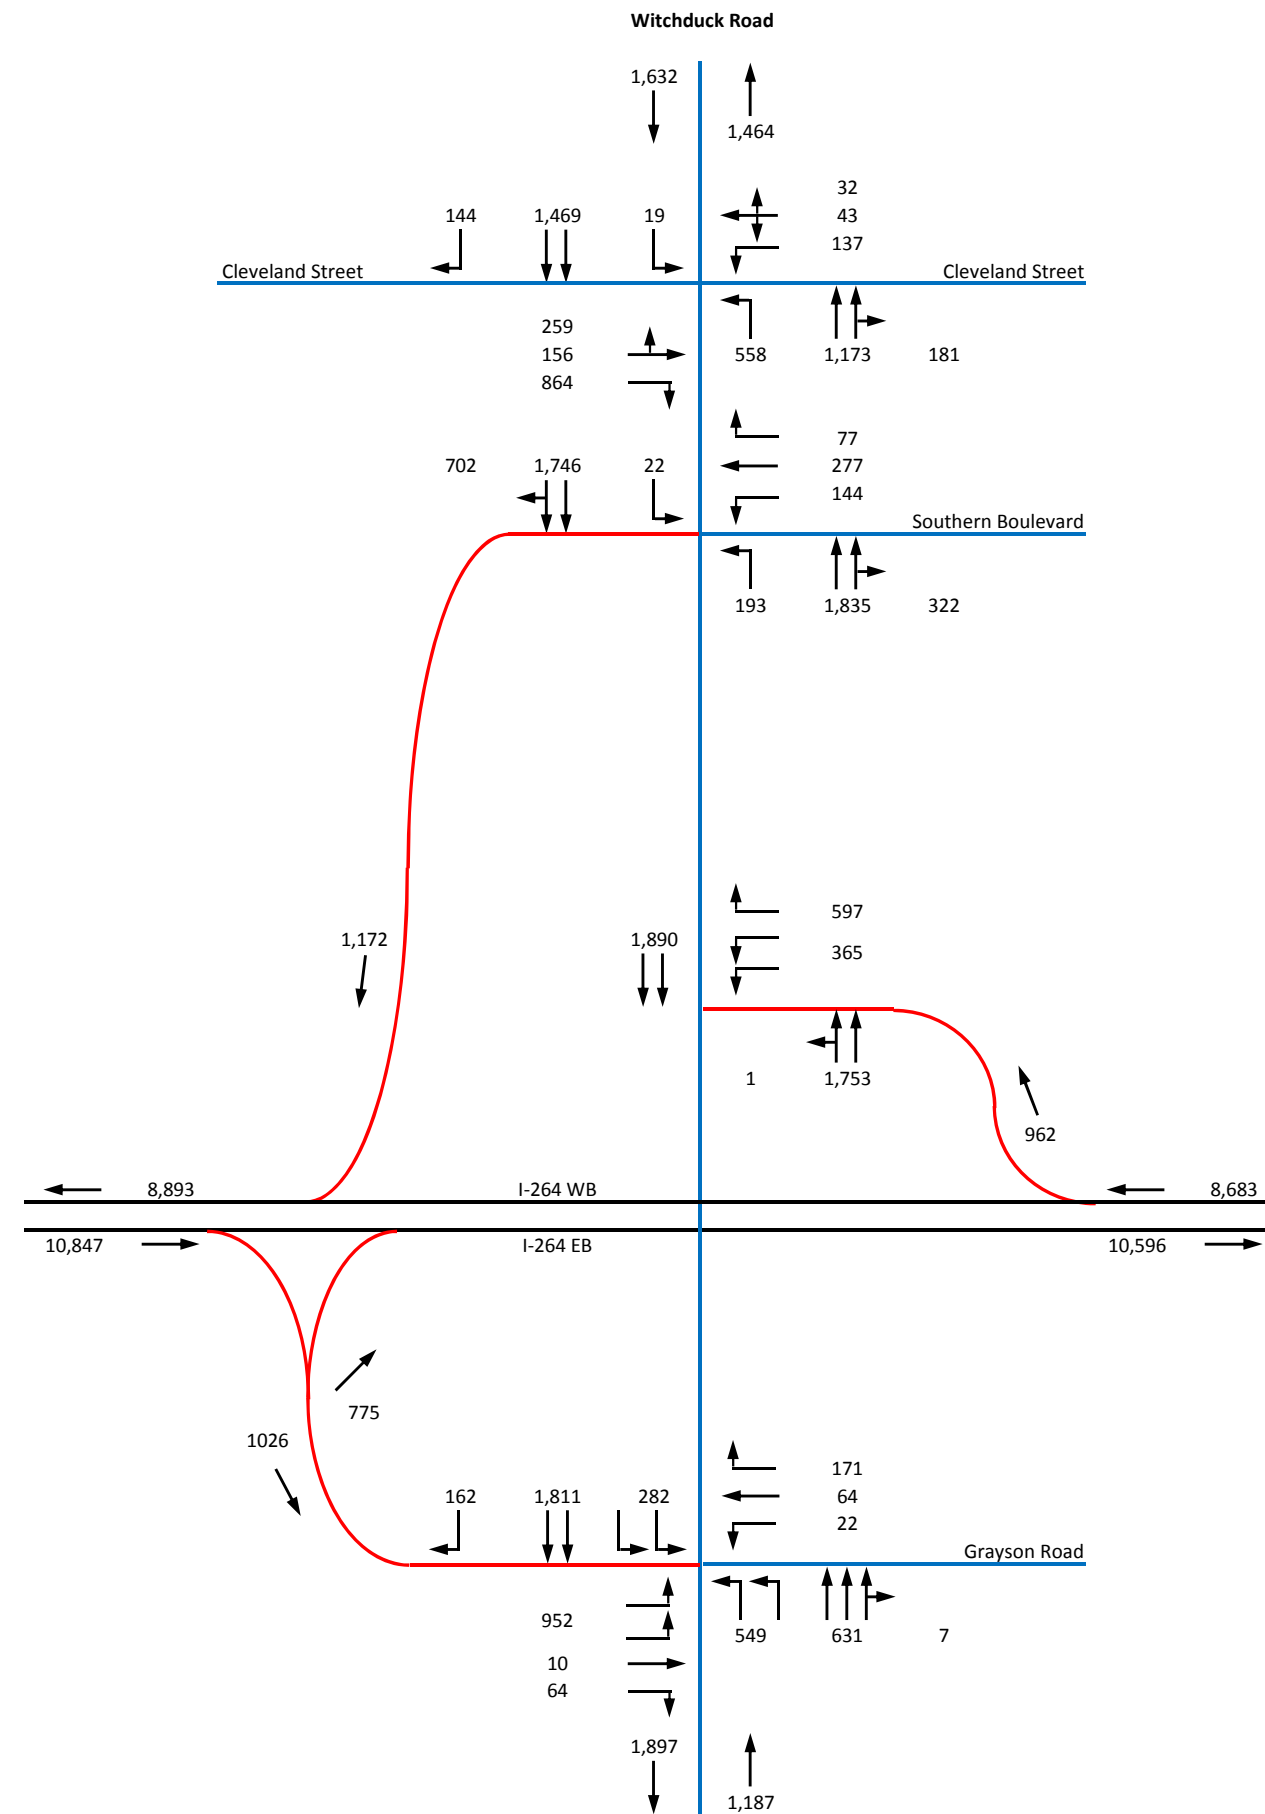 Witchduck Road
1,632
1,464
32
144 1,469 19 43
137
Cleveland Street Cleveland Street
259
156 558 1,173 181
864
77
702 1,746 22 277
144
Southern Boulevard
193 1,835 322
597
1,172 1,890 365
1 1,753
962
8,893 I-264 WB 8,683
10,847 I-264 EB 10,596
775
1026
171
162 1,811 282 64
22
Grayson Road
952 549 631 7
10
64
1,897
1,187